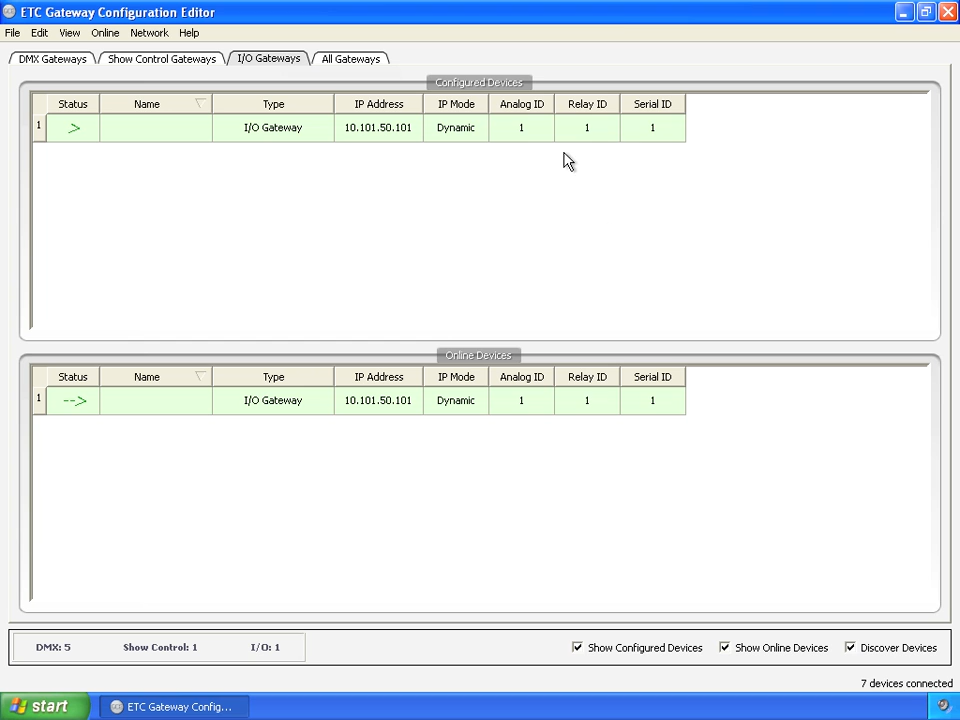 ETC Gateway Configuration Editor
File Edit View Online Network Help
DMX Gateways Show Control Gateways I/O Gateways All Gateways
Configured Devices
Status Name Type IP Address IP Mode Analog ID Relay ID Serial ID
1 > I/O Gateway 10.101.50.101 Dynamic 1 1 1
Online Devices
Status Name Type IP Address IP Mode Analog ID Relay ID Serial ID
1 --> I/O Gateway 10.101.50.101 Dynamic 1 1 1
DMX: 5 Show Control: 1 I/O: 1 Show Configured Devices Show Online Devices Discover Devices
7 devices connected
start ETC Gateway Config...